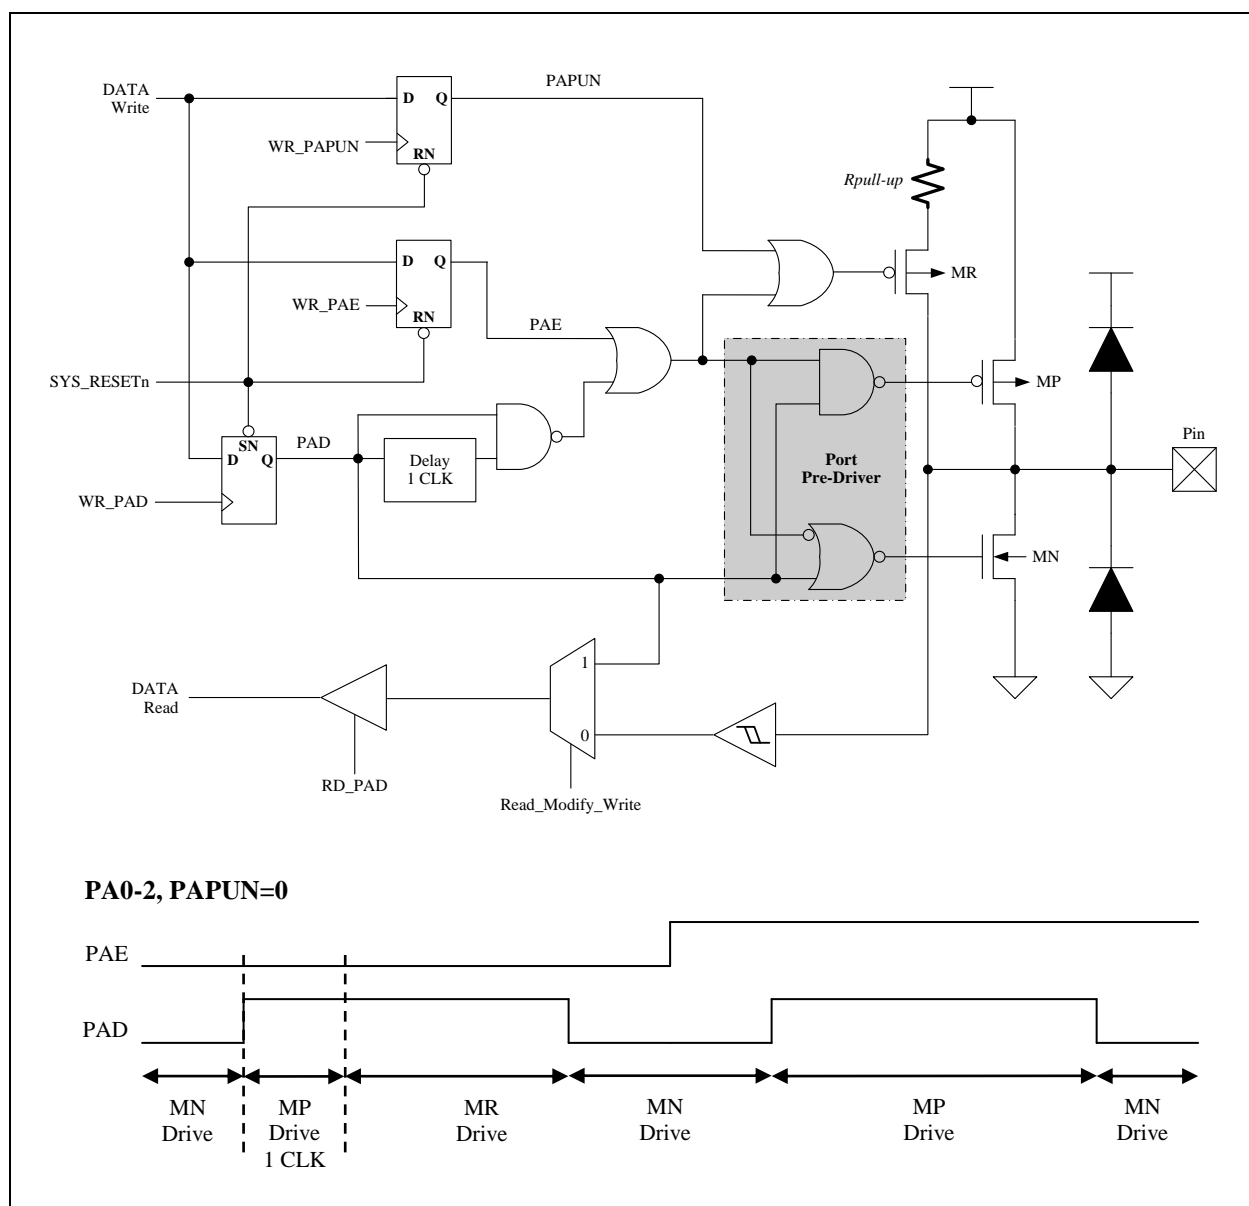 DATA
Write
D
Q
PAPUN
WR_PAPUN
RN
Rpull-up
D
Q
MR
WR_PAE
RN
PAE
SYS_RESETn
MP
SN
PAD
D
Q
Delay
1 CLK
Port
Pre-Driver
Pin
WR_PAD
MN
1
DATA
Read
0
RD_PAD
Read_Modify_Write
PA0-2, PAPUN=0
PAE
PAD
MN
Drive
MP
Drive
1 CLK
MR
Drive
MN
Drive
MP
Drive
MN
Drive